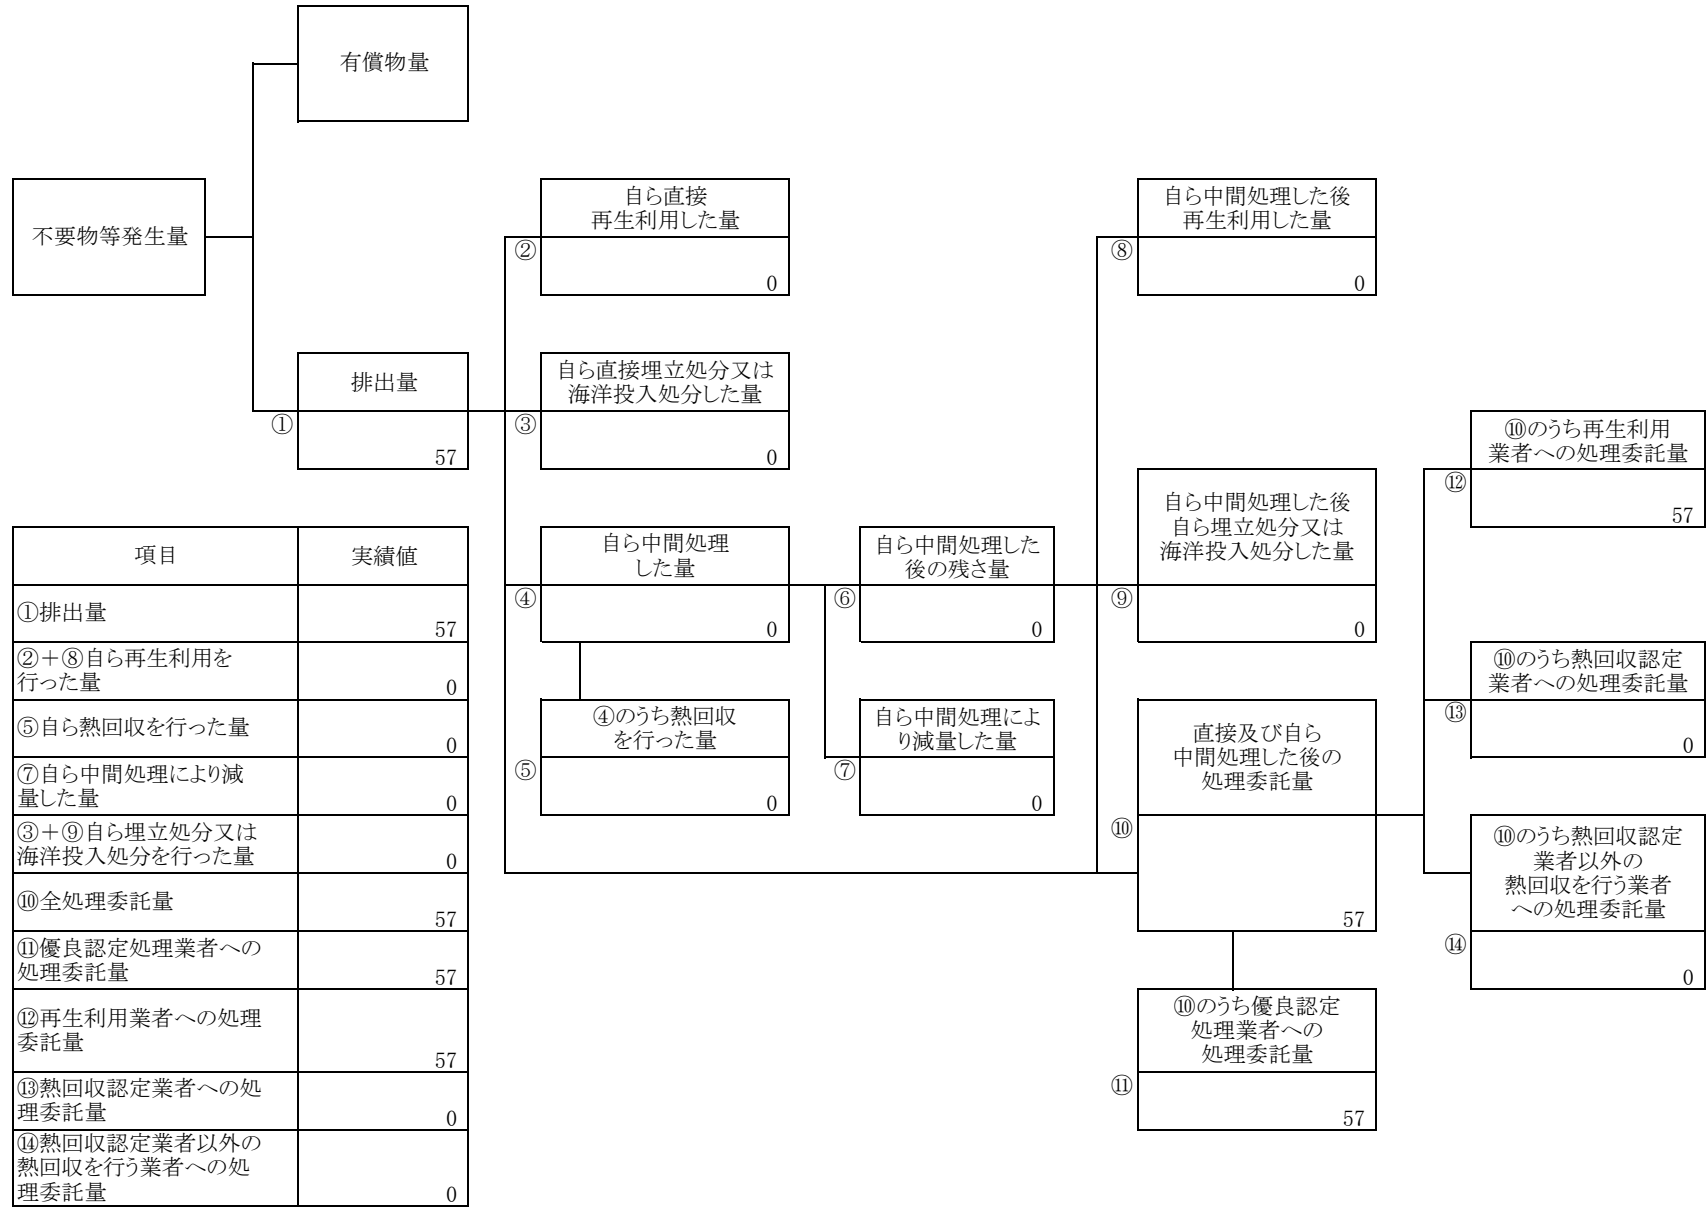 有償物量
不要物等発生量
自ら直接
再生利用した量
②
0
自ら中間処理した後
再生利用した量
⑧
0
排出量
①
57
自ら直接埋立処分又は
海洋投入処分した量
③
0
⑩のうち再生利用
業者への処理委託量
⑫
57
自ら中間処理
した量
④
0
自ら中間処理した
後の残さ量
⑥
0
自ら中間処理した後
自ら埋立処分又は
海洋投入処分した量
⑨
0
⑩のうち熱回収認定
業者への処理委託量
⑬
0
④のうち熱回収
を行った量
⑤
0
自ら中間処理によ
り減量した量
⑦
0
直接及び自ら
中間処理した後の
処理委託量
⑩
57
⑩のうち熱回収認定
業者以外の
熱回収を行う業者
への処理委託量
⑭
0
⑩のうち優良認定
処理業者への
処理委託量
⑪
57
項目 実績値
①排出量
57
②＋⑧自ら再生利用を
行った量
0
⑤自ら熱回収を行った量
0
⑦自ら中間処理により減
量した量
0
③＋⑨自ら埋立処分又は
海洋投入処分を行った量
0
⑩全処理委託量
57
⑪優良認定処理業者への
処理委託量
57
⑫再生利用業者への処理
委託量
57
⑬熱回収認定業者への処
理委託量
0
⑭熱回収認定業者以外の
熱回収を行う業者への処
理委託量
0